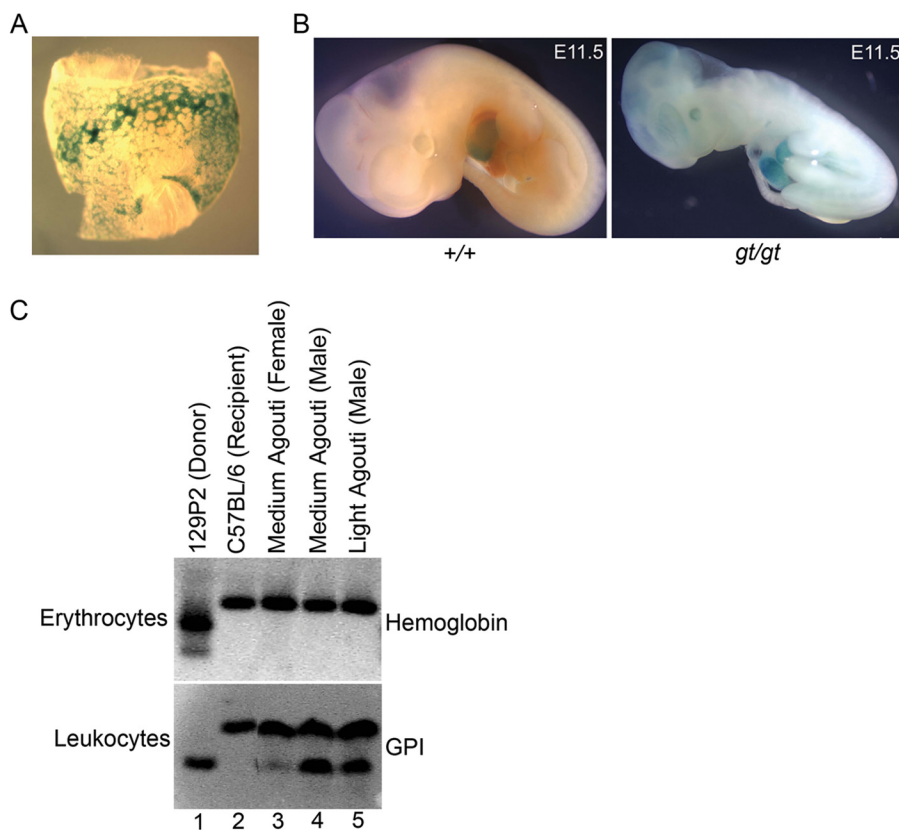 A
B
E11.5
E11.5
+/+
gt/gt
C
129P2 (Donor)
C57BL/6 (Recipient)
Medium Agouti (Female)
Medium Agouti (Male)
Light Agouti (Male)
Erythrocytes
Hemoglobin
Leukocytes
GPI
1 2 3 4 5